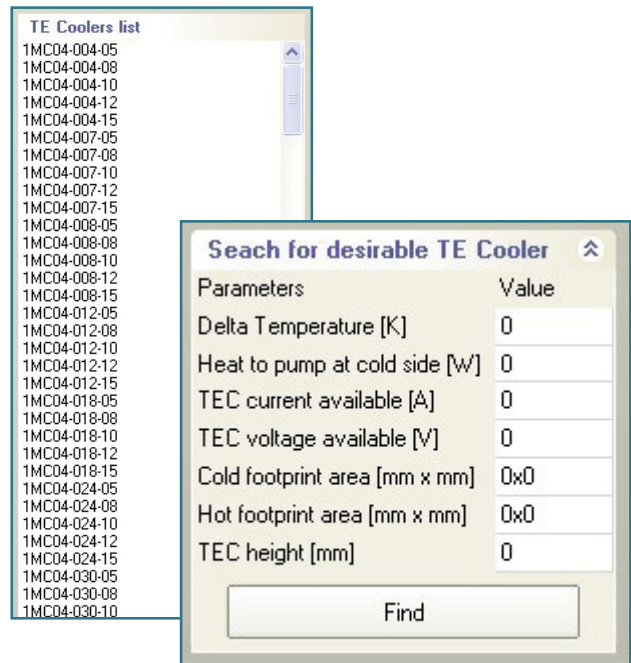 TE Coolers list
1MC04-004-05
1MC04-004-08
1MC04-004-10
1MC04-004-12
1MC04-004-15
1MC04-007-05
1MC04-007-08
1MC04-007-10
1MC04-007-12
1MC04-007-15
1MC04-008-05
1MC04-008-08
1MC04-008-10
1MC04-008-12
1MC04-008-15
1MC04-012-05
1MC04-012-08
1MC04-012-10
1MC04-012-12
1MC04-012-15
1MC04-018-05
1MC04-018-08
1MC04-018-10
1MC04-018-12
1MC04-018-15
1MC04-024-05
1MC04-024-08
1MC04-024-10
1MC04-024-12
1MC04-024-15
1MC04-030-05
1MC04-030-08
1MC04-030-10
Seach for desirable TE Cooler
Parameters Value
Delta Temperature [K] 0
Heat to pump at cold side [W] 0
TEC current available [A] 0
TEC voltage available [V] 0
Cold footprint area [mm x mm] 0x0
Hot footprint area [mm x mm] 0x0
TEC height [mm] 0
Find